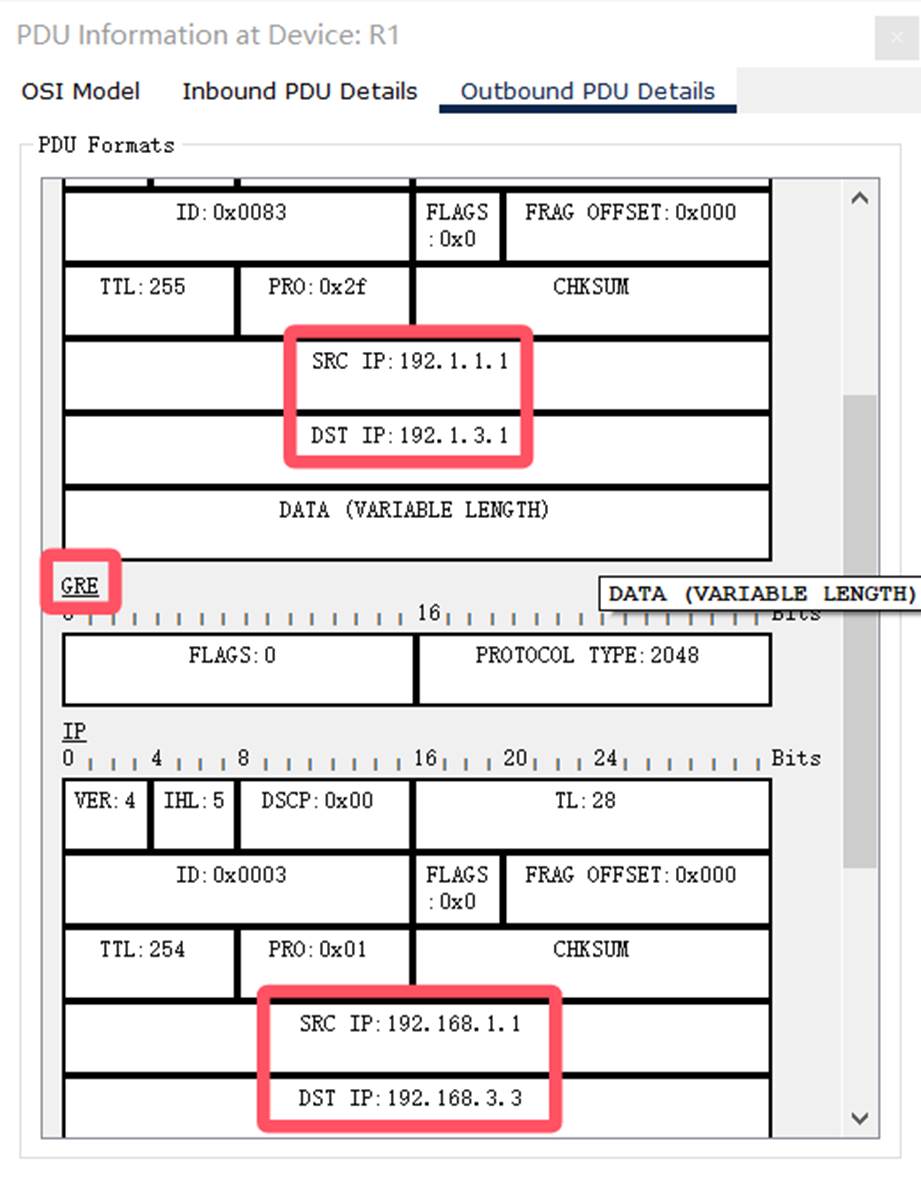 PDU Information at Device: R1
OSI Model Inbound PDU Details Outbound PDU Details
PDU Formats
ID:0x0083 FLAGS:0x0 FRAG OFFSET:0x000
TTL:255 PRO:0x2f CHKSUM
SRC IP:192.1.1.1
DST IP:192.1.3.1
DATA (VARIABLE LENGTH)
GRE
DATA (VARIABLE LENGTH)
0 16 Bits
FLAGS:0 PROTOCOL TYPE:2048
IP
0 4 8 16 20 24 Bits
VER:4 IHL:5 DSCP:0x00 TL:28
ID:0x0003 FLAGS:0x0 FRAG OFFSET:0x000
TTL:254 PRO:0x01 CHKSUM
SRC IP:192.168.1.1
DST IP:192.168.3.3